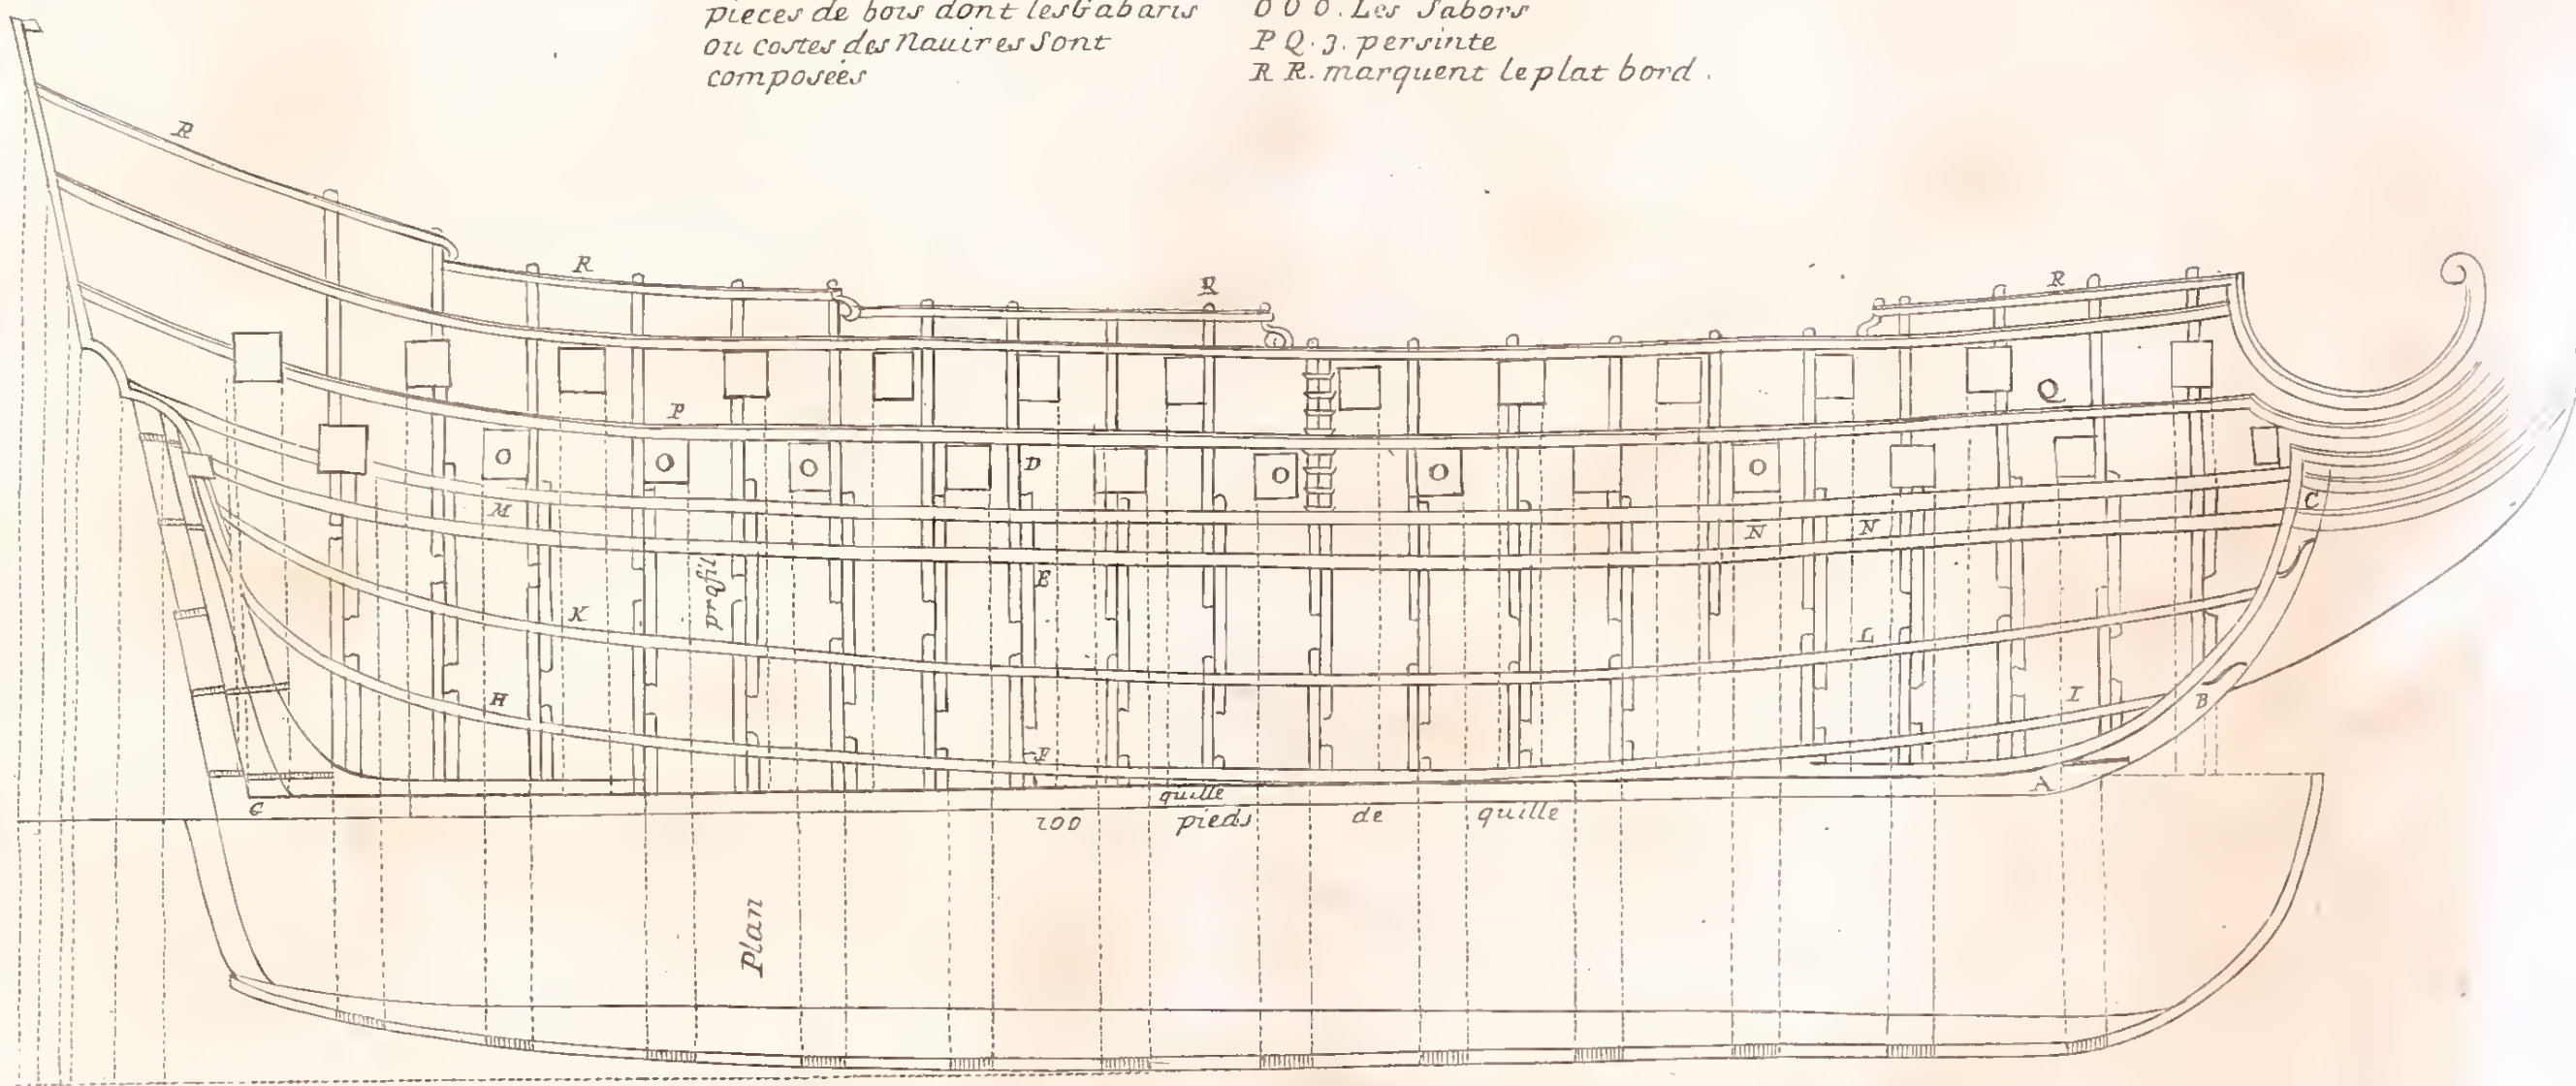 pieces de bois dont les Gabaris
ou costes des Nauires Sont
composeés
O O O. Les Sabors
P Q. 3. persinte
R R. marquent le plat bord.
R
R
R
R
Q
P
O
O
O
D
O
O
O
C
M
N
N
E
profil
K
L
H
I
B
F
A
G
quille
100 pieds de quille
Plan